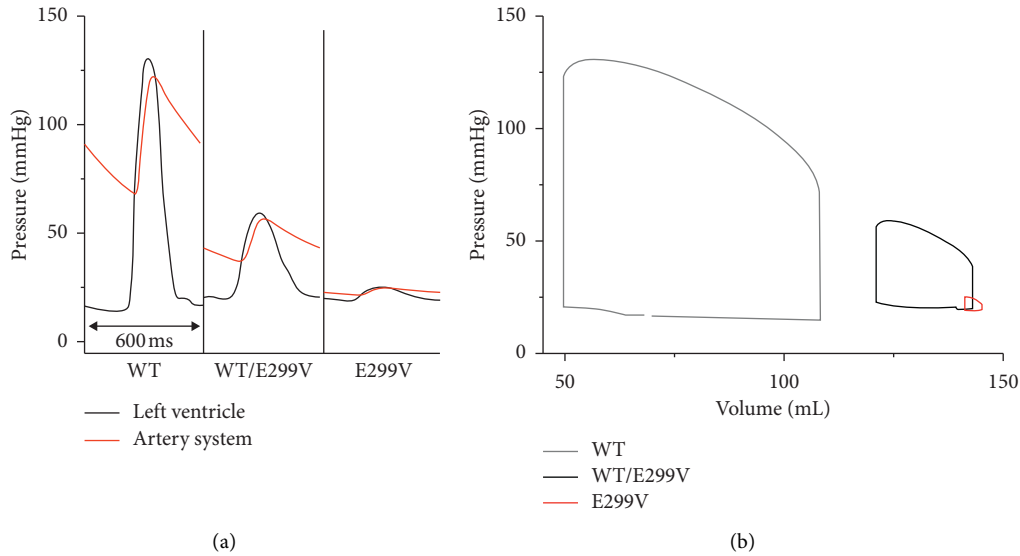 150
100
50
0
Pressure (mmHg)
600 ms
WT
WT/E299V
E299V
Left ventricle
Artery system
(a)
150
100
50
0
Pressure (mmHg)
50
100
150
Volume (mL)
WT
WT/E299V
E299V
(b)